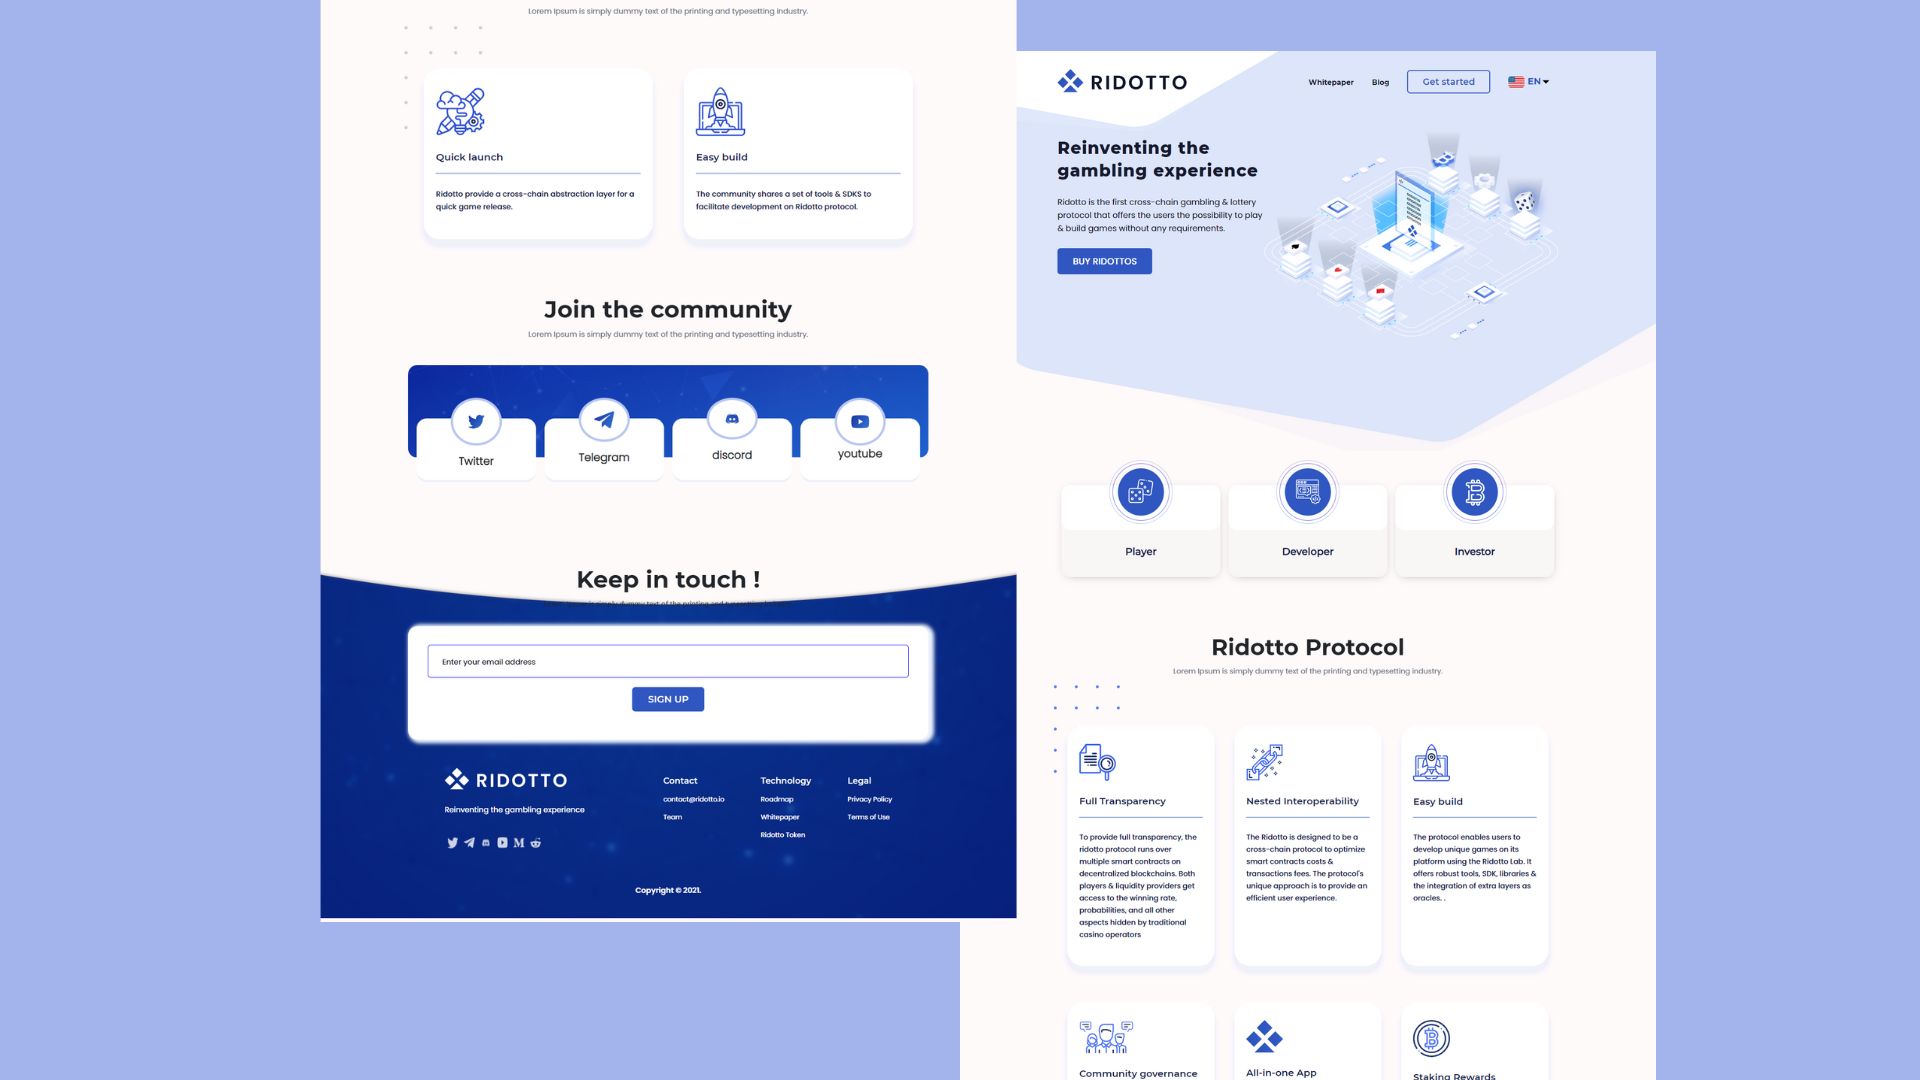 Lorem Ipsum is simply dummy text of the printing and typesetting industry.
Quick launch
Ridotto provide a cross-chain abstraction layer for a
quick game release.
Easy build
The community shares a set of tools & SDKS to
facilitate development on Ridotto protocol.
Join the community
Lorem Ipsum is simply dummy text of the printing and typesetting industry.
Twitter
Telegram
discord
youtube
Keep in touch !
Lorem Ipsum is simply dummy text of the printing and typesetting industry.
Enter your email address
SIGN UP
RIDOTTO
Reinventing the gambling experience
Contact
contact@ridotto.io
Team
Technology
Roadmap
Whitepaper
Ridotto Token
Legal
Privacy Policy
Terms of Use
Copyright © 2021.
RIDOTTO
Whitepaper
Blog
Get started
EN
Reinventing the
gambling experience
Ridotto is the first cross-chain gambling & lottery
protocol that offers the users the possibility to play
& build games without any requirements.
BUY RIDOTTOS
Player
Developer
Investor
Ridotto Protocol
Lorem Ipsum is simply dummy text of the printing and typesetting industry.
Full Transparency
To provide full transparency, the
ridotto protocol runs over
multiple smart contracts on
decentralized blockchains. Both
players & liquidity providers get
access to the winning rate,
probabilities, and all other
aspects hidden by traditional
casino operators
Nested Interoperability
The Ridotto is designed to be a
cross-chain protocol to optimize
smart contracts costs &
transactions fees. The protocol's
unique approach is to provide an
efficient user experience.
Easy build
The protocol enables users to
develop unique games on its
platform using the Ridotto Lab. It
offers robust tools, SDK, libraries &
the integration of extra layers as
oracles. .
Community governance
All-in-one App
Staking Rewards